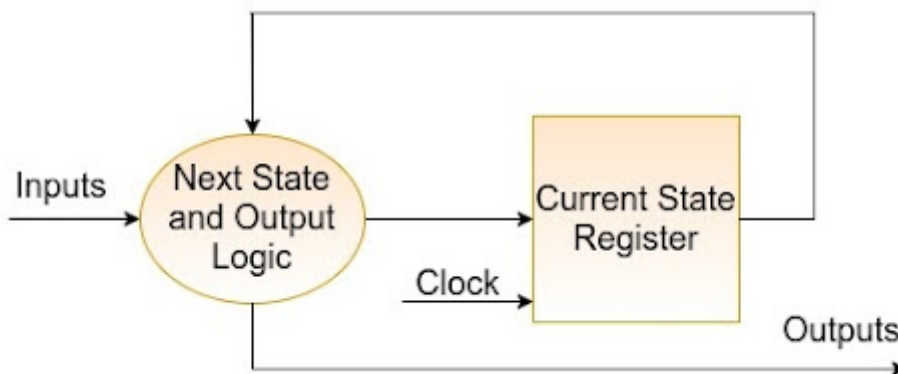 Inputs
Next State
and Output
Logic
Current State
Register
Clock
Outputs